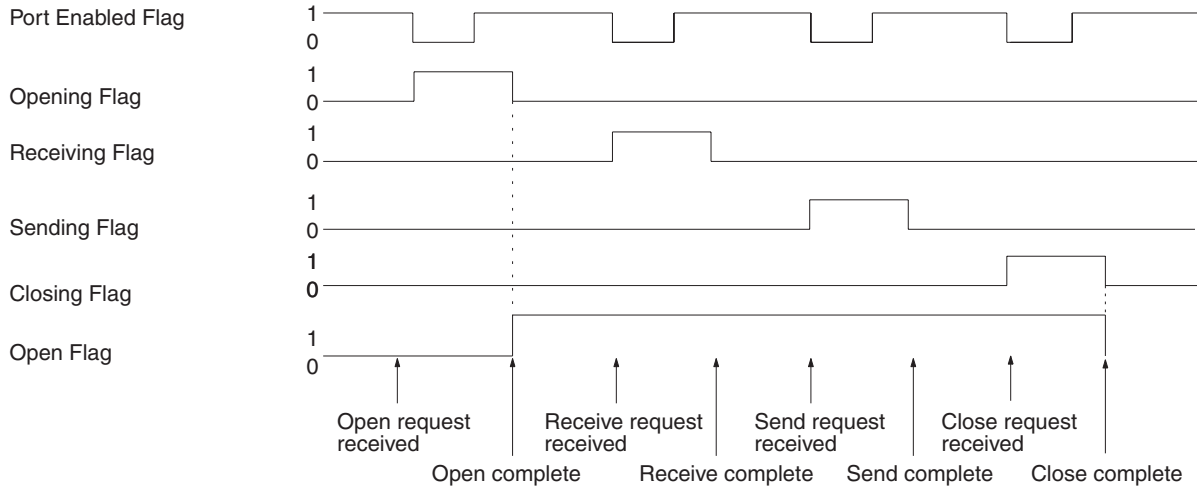 Port Enabled Flag
1
0
Opening Flag
1
0
Receiving Flag
1
0
Sending Flag
1
0
Closing Flag
1
0
Open Flag
1
0
Open request
received
Receive request
received
Send request
received
Close request
received
Open complete
Receive complete
Send complete
Close complete